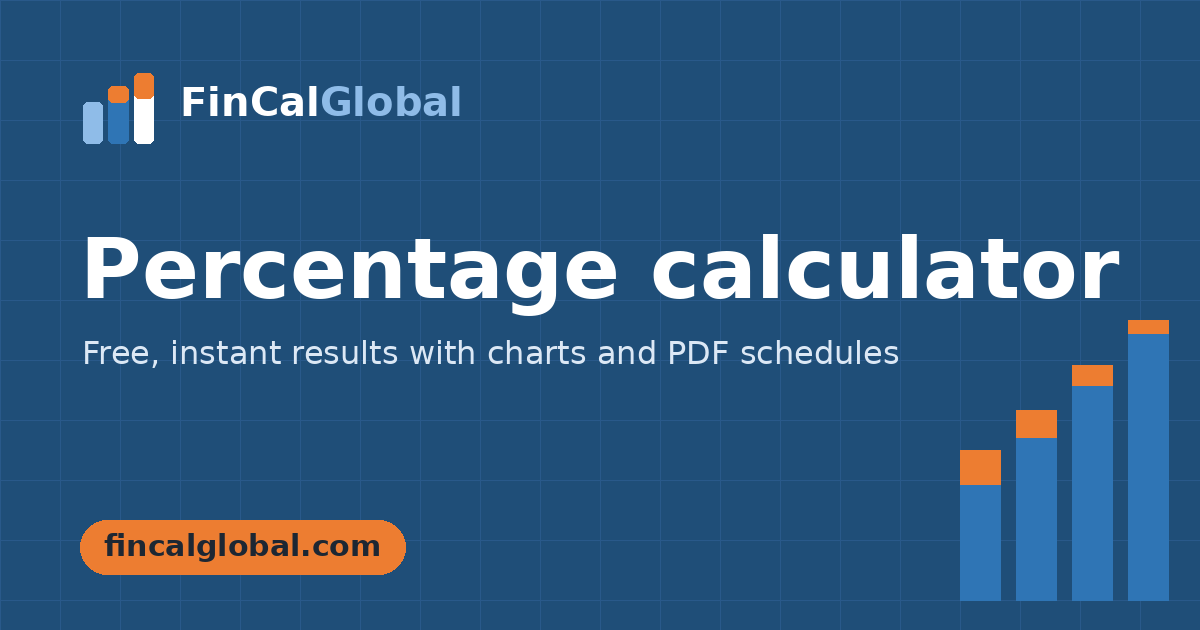 FinCalGlobal
Percentage calculator
Free, instant results with charts and PDF schedules
fincalglobal.com